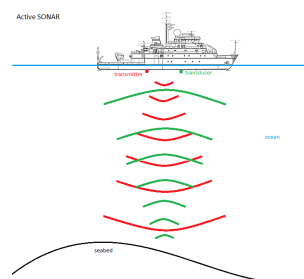 Active SONAR
transmitter
transducer
ocean
seabed